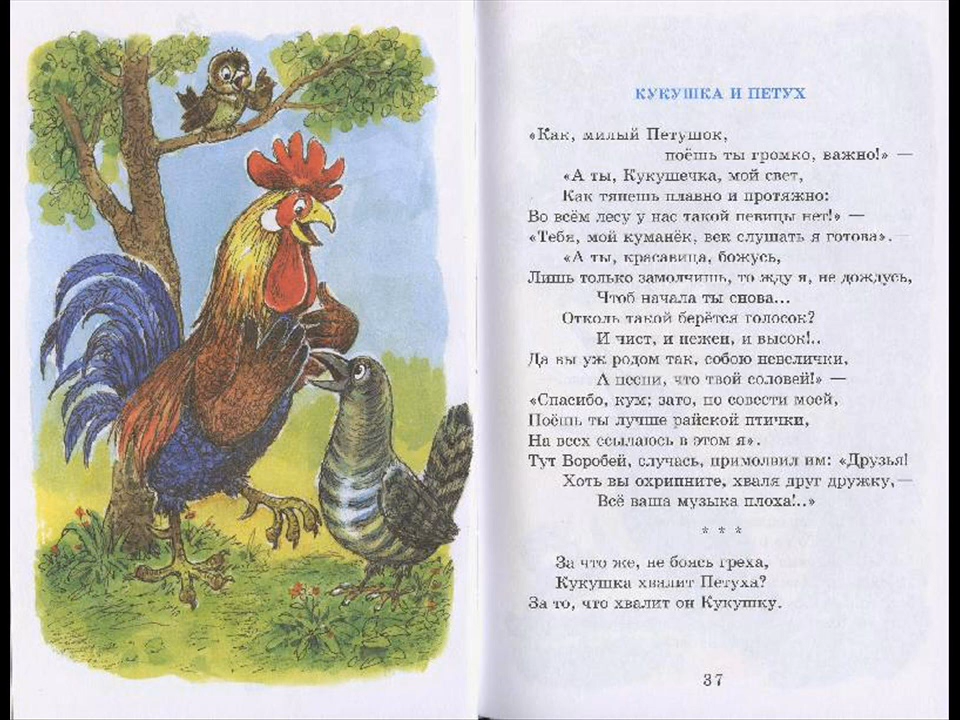 КУКУШКА И ПЕТУХ
«Как, милый Петушок,
поёшь ты громко, важно!» —
«А ты, Кукушечка, мой свет,
Как тянешь плавно и протяжно:
Во всём лесу у нас такой певицы нет!» —
«Тебя, мой куманёк, век слушать я готова». —
«А ты, красавица, божусь,
Лишь только замолчишь, то жду я, не дождусь,
Чтоб начала ты снова...
Отколь такой берётся голосок?
И чист, и нежен, и высок!..
Да вы уж родом так, собою невелички,
А песни, что твой соловей!» —
«Спасибо, кум; зато, по совести моей,
Поёшь ты лучше райской птички,
На всех ссылаюсь в этом я».
Тут Воробей, случась, примолвил им: «Друзья!
Хоть вы охрипните, хваля друг дружку,—
Всё ваша музыка плоха!..»
* * *
За что же, не боясь греха,
Кукушка хвалит Петуха?
За то, что хвалит он Кукушку.
37